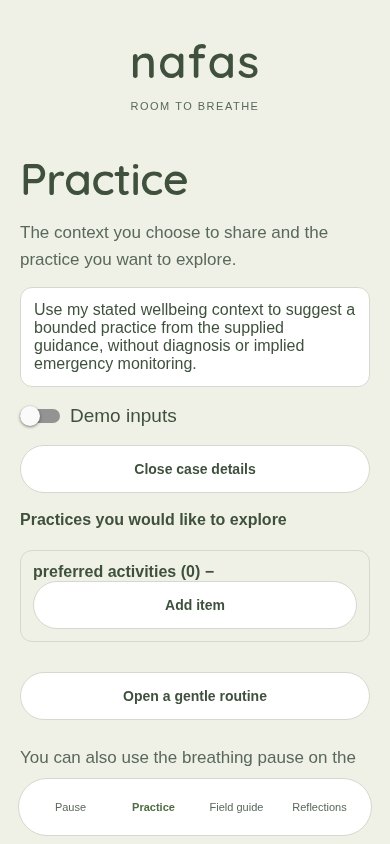 nafas
ROOM TO BREATHE
Practice
The context you choose to share and the
practice you want to explore.
Use my stated wellbeing context to suggest a
bounded practice from the supplied
guidance, without diagnosis or implied
emergency monitoring.
Demo inputs
Close case details
Practices you would like to explore
preferred activities (0) –
Add item
Open a gentle routine
You can also use the breathing pause on the
Pause Practice Field guide Reflections